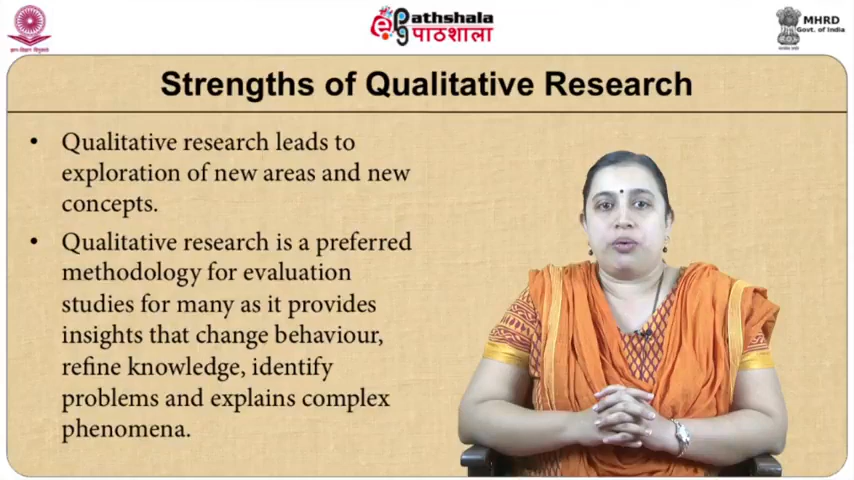 Pathshala
पाठशाला
MHRD
Govt. of India
Strengths of Qualitative Research
• Qualitative research leads to
exploration of new areas and new
concepts.
• Qualitative research is a preferred
methodology for evaluation
studies for many as it provides
insights that change behaviour,
refine knowledge, identify
problems and explains complex
phenomena.